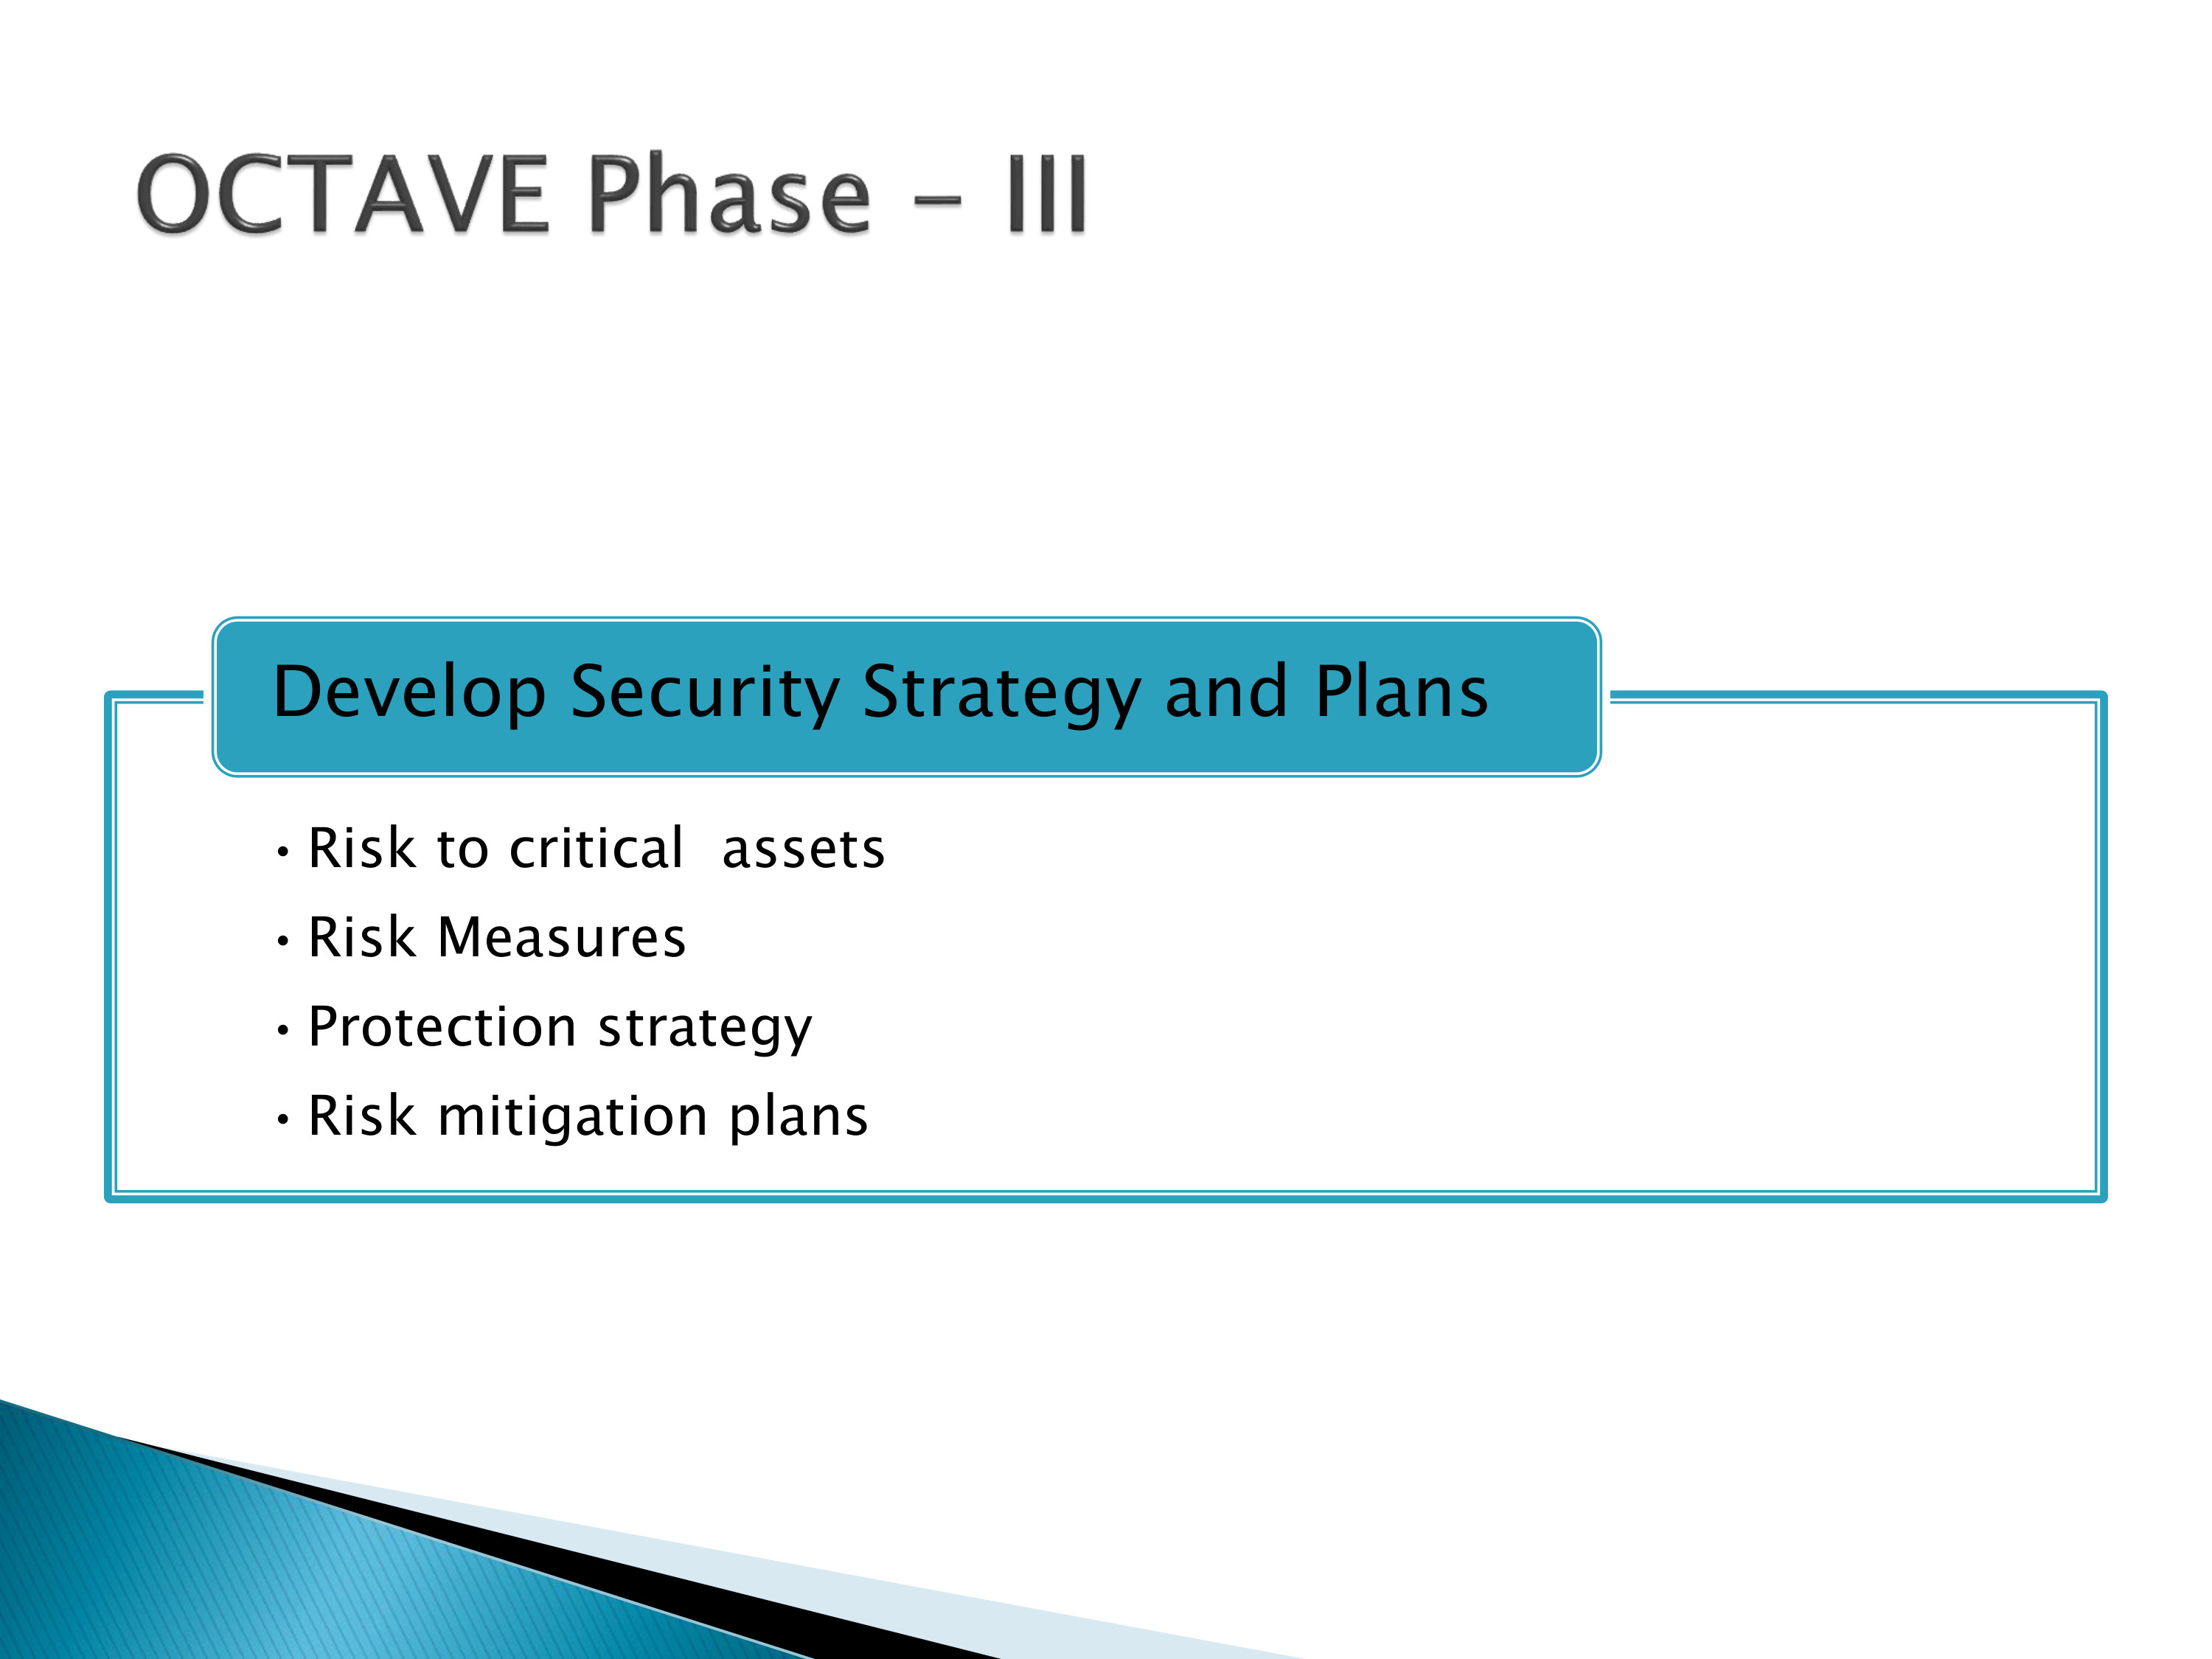 OCTAVE Phase – III
Develop Security Strategy and Plans
• Risk to critical  assets
• Risk Measures
• Protection strategy
• Risk mitigation plans